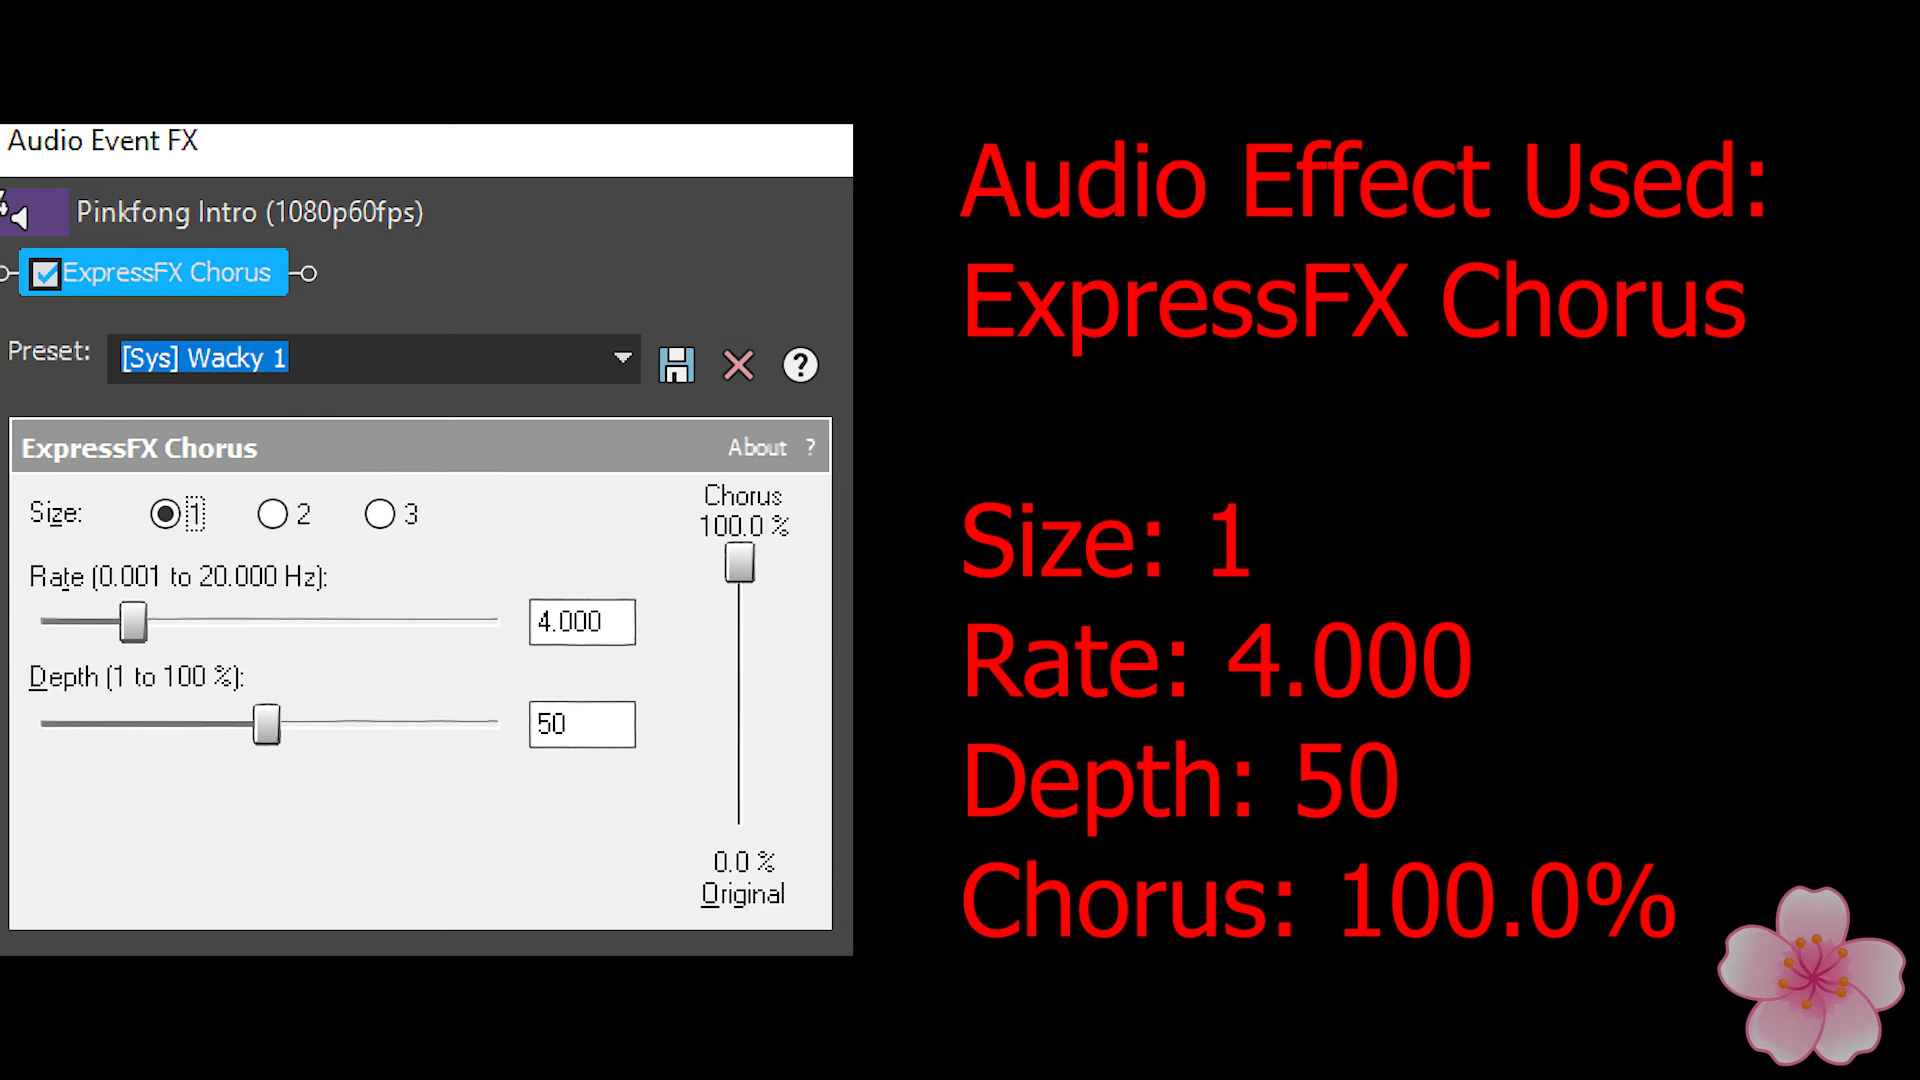 Audio Event FX
Pinkfong Intro (1080p60fps)
ExpressFX Chorus
Preset: [Sys] Wacky 1
?
ExpressFX Chorus About ?
Size: 1 2 3
Chorus
100.0 %
Rate (0.001 to 20.000 Hz):
4.000
Depth (1 to 100 %):
50
0.0 %
Original
Audio Effect Used:
ExpressFX Chorus
Size: 1
Rate: 4.000
Depth: 50
Chorus: 100.0%